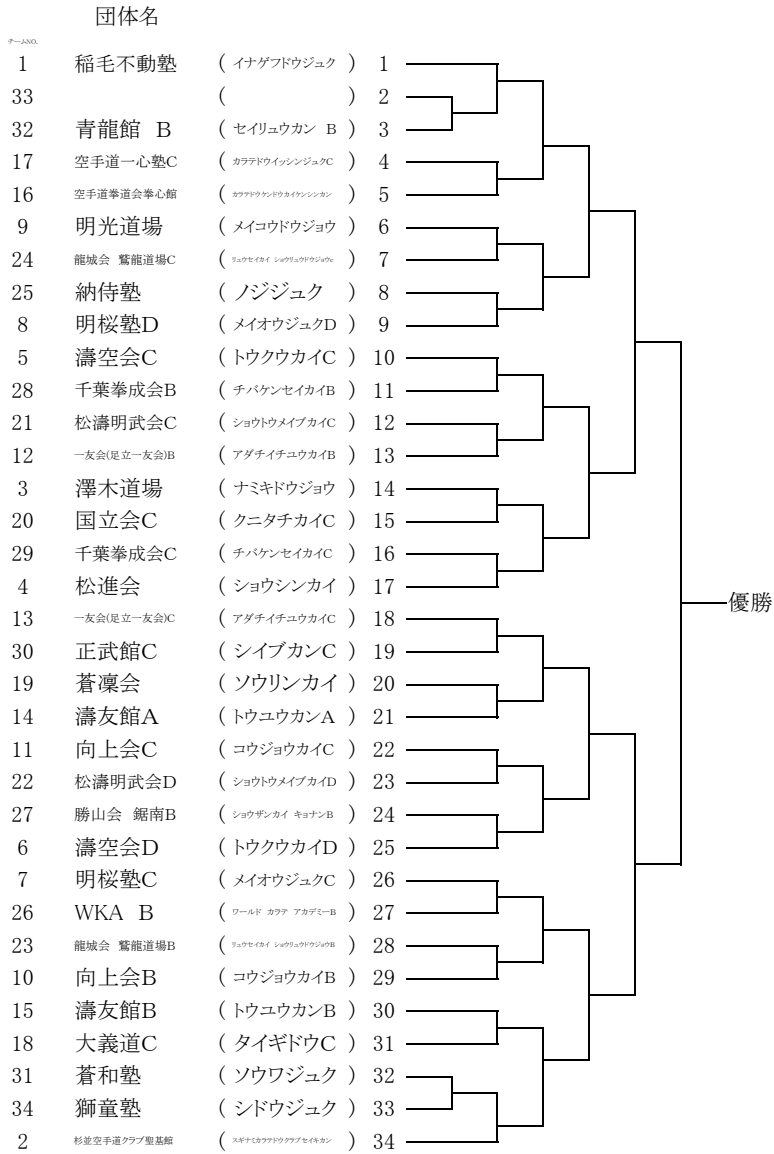 団体名
チームNO.
1 稲毛不動塾 ( イナゲフドウジュク ) 1
33 ( ) 2
32 青龍館 B ( セイリュウカン B ) 3
17 空手道一心塾C ( カラテドウイッシンジュクC ) 4
16 空手道拳道会拳心館 ( カラテドウケンドウカイケンシンカン ) 5
9 明光道場 ( メイコウドウジョウ ) 6
24 龍城会 鷲龍道場C ( リュウセイカイ ショウリュウドウジョウc ) 7
25 納侍塾 ( ノジジュク ) 8
8 明桜塾D ( メイオウジュクD ) 9
5 濤空会C ( トウクウカイC ) 10
28 千葉拳成会B ( チバケンセイカイB ) 11
21 松濤明武会C ( ショウトウメイブカイC ) 12
12 一友会(足立一友会)B ( アダチイチユウカイB ) 13
3 澤木道場 ( ナミキドウジョウ ) 14
20 国立会C ( クニタチカイC ) 15
29 千葉拳成会C ( チバケンセイカイC ) 16
4 松進会 ( ショウシンカイ ) 17
13 一友会(足立一友会)C ( アダチイチユウカイC ) 18
優勝
30 正武館C ( シイブカンC ) 19
19 蒼凜会 ( ソウリンカイ ) 20
14 濤友館A ( トウユウカンA ) 21
11 向上会C ( コウジョウカイC ) 22
22 松濤明武会D ( ショウトウメイブカイD ) 23
27 勝山会 鋸南B ( ショウザンカイ キョナンB ) 24
6 濤空会D ( トウクウカイD ) 25
7 明桜塾C ( メイオウジュクC ) 26
26 WKA B ( ワールド カラテ アカデミーB ) 27
23 龍城会 鷲龍道場B ( リュウセイカイ ショウリュウドウジョウB ) 28
10 向上会B ( コウジョウカイB ) 29
15 濤友館B ( トウユウカンB ) 30
18 大義道C ( タイギドウC ) 31
31 蒼和塾 ( ソウワジュク ) 32
34 獅童塾 ( シドウジュク ) 33
2 杉並空手道クラブ聖基館 ( スギナミカラテドウクラブセイキカン ) 34